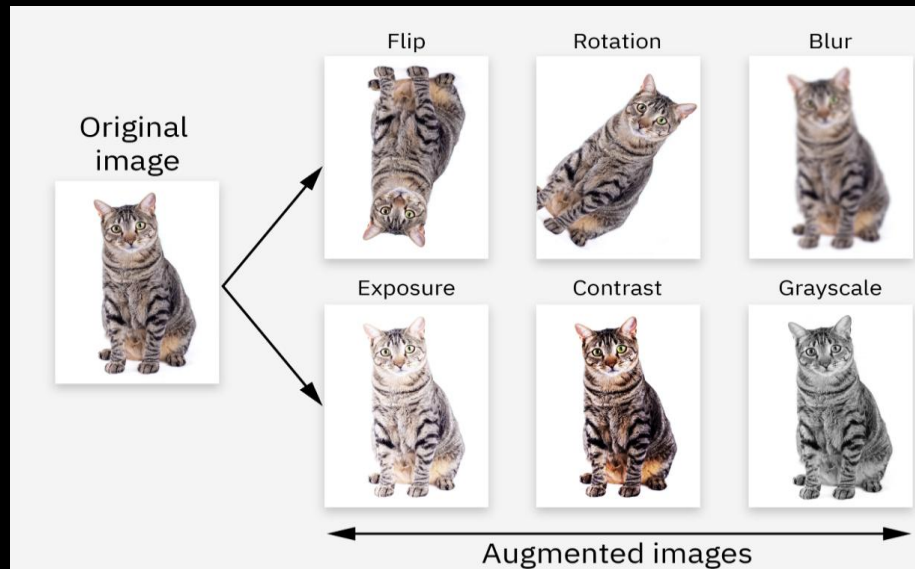 Original
image
Flip
Rotation
Blur
Exposure
Contrast
Grayscale
Augmented images